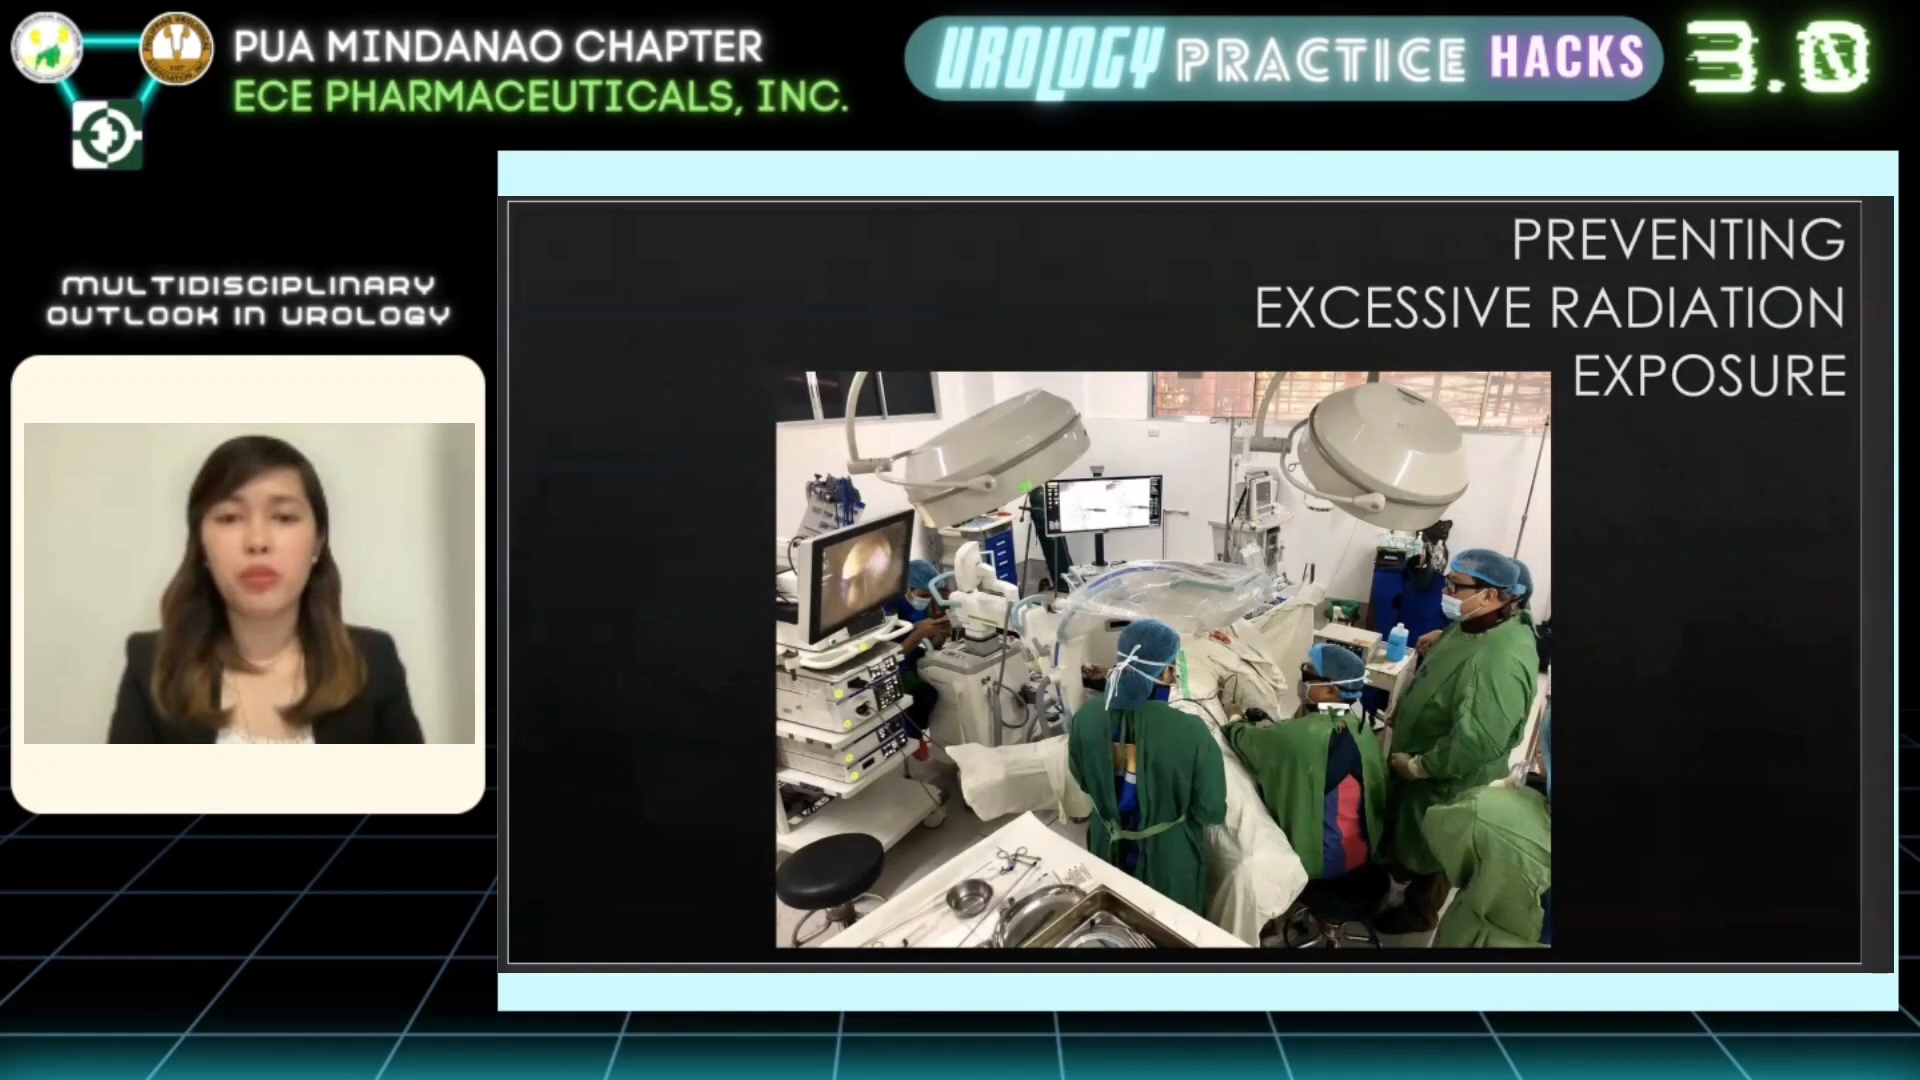 PUA MINDANAO CHAPTER
ECE PHARMACEUTICALS, INC.
UROLOGY PRACTICE HACKS 3.0
MULTIDISCIPLINARY
OUTLOOK IN UROLOGY
PREVENTING
EXCESSIVE RADIATION
EXPOSURE